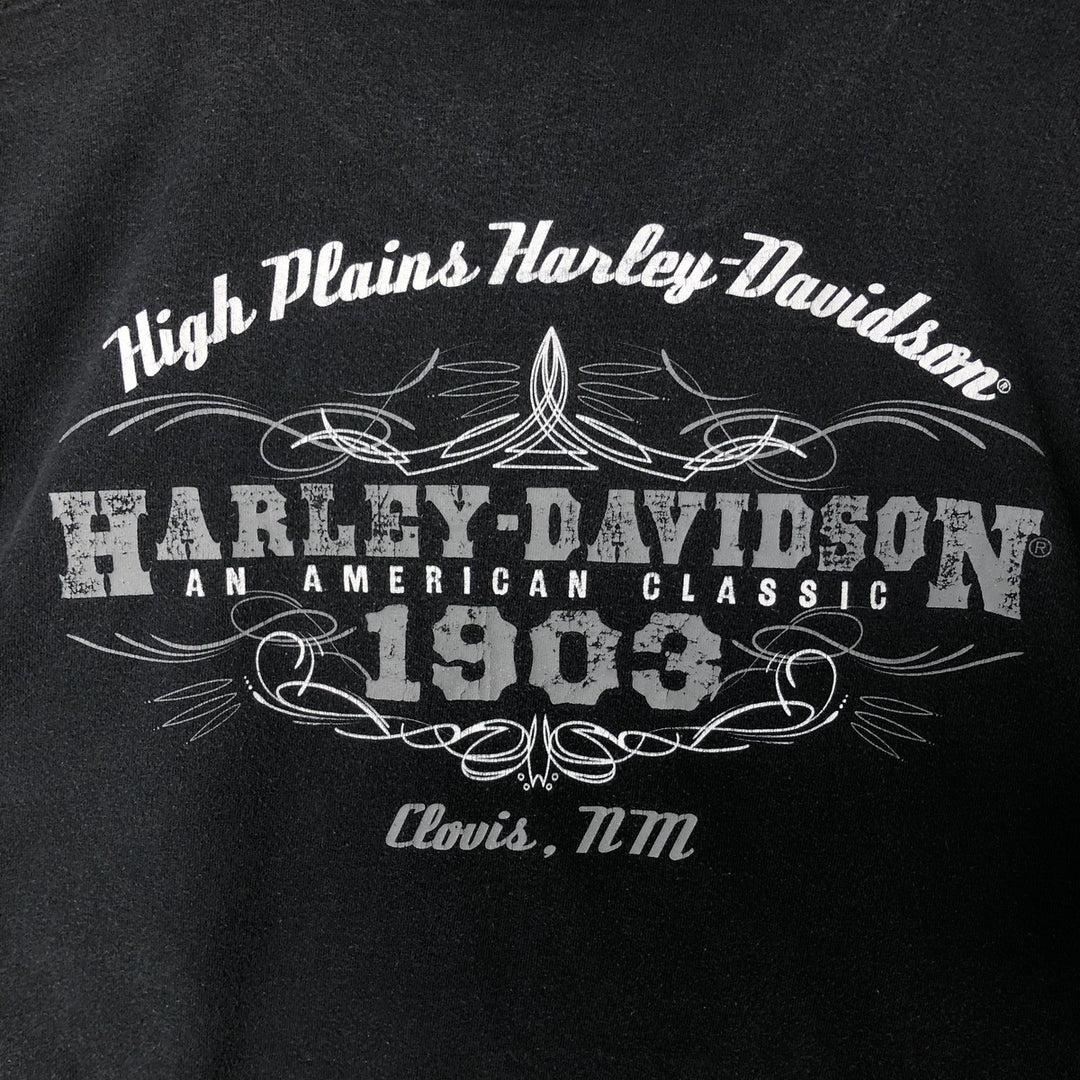 High Plains Harley-Davidson®
HARLEY-DAVIDSON®
AN AMERICAN CLASSIC
1903
Clovis, NM